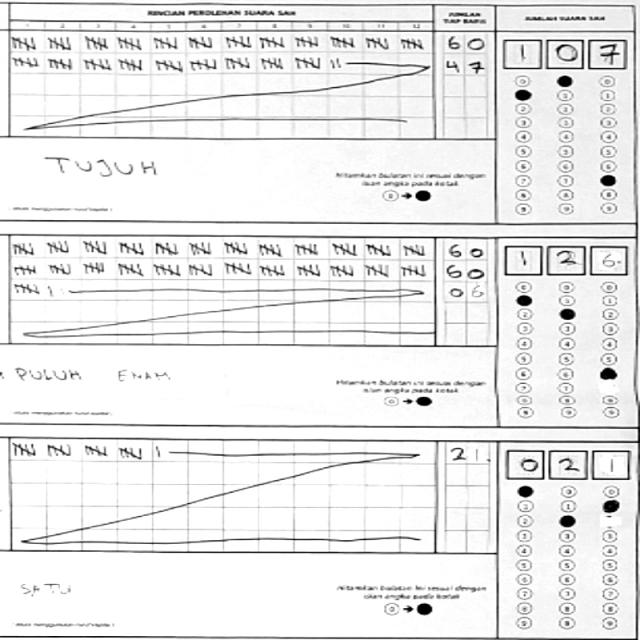 RINCIAN PEROLEHAN SUARA SAH
JUMLAH TIAP BARIS
JUMLAH SUARA SAH
1 2 3 4 5 6 7 8 9 10 11 12
60
47
1 0 7
TUJUH
Hitamkan bulatan ini sesuai dengan
isian angka pada kotak
60
60
06
1 2 6
PULUH ENAM
Hitamkan bulatan ini sesuai dengan
isian angka pada kotak
21
0 2 1
SATU
Hitamkan bulatan ini sesuai dengan
isian angka pada kotak